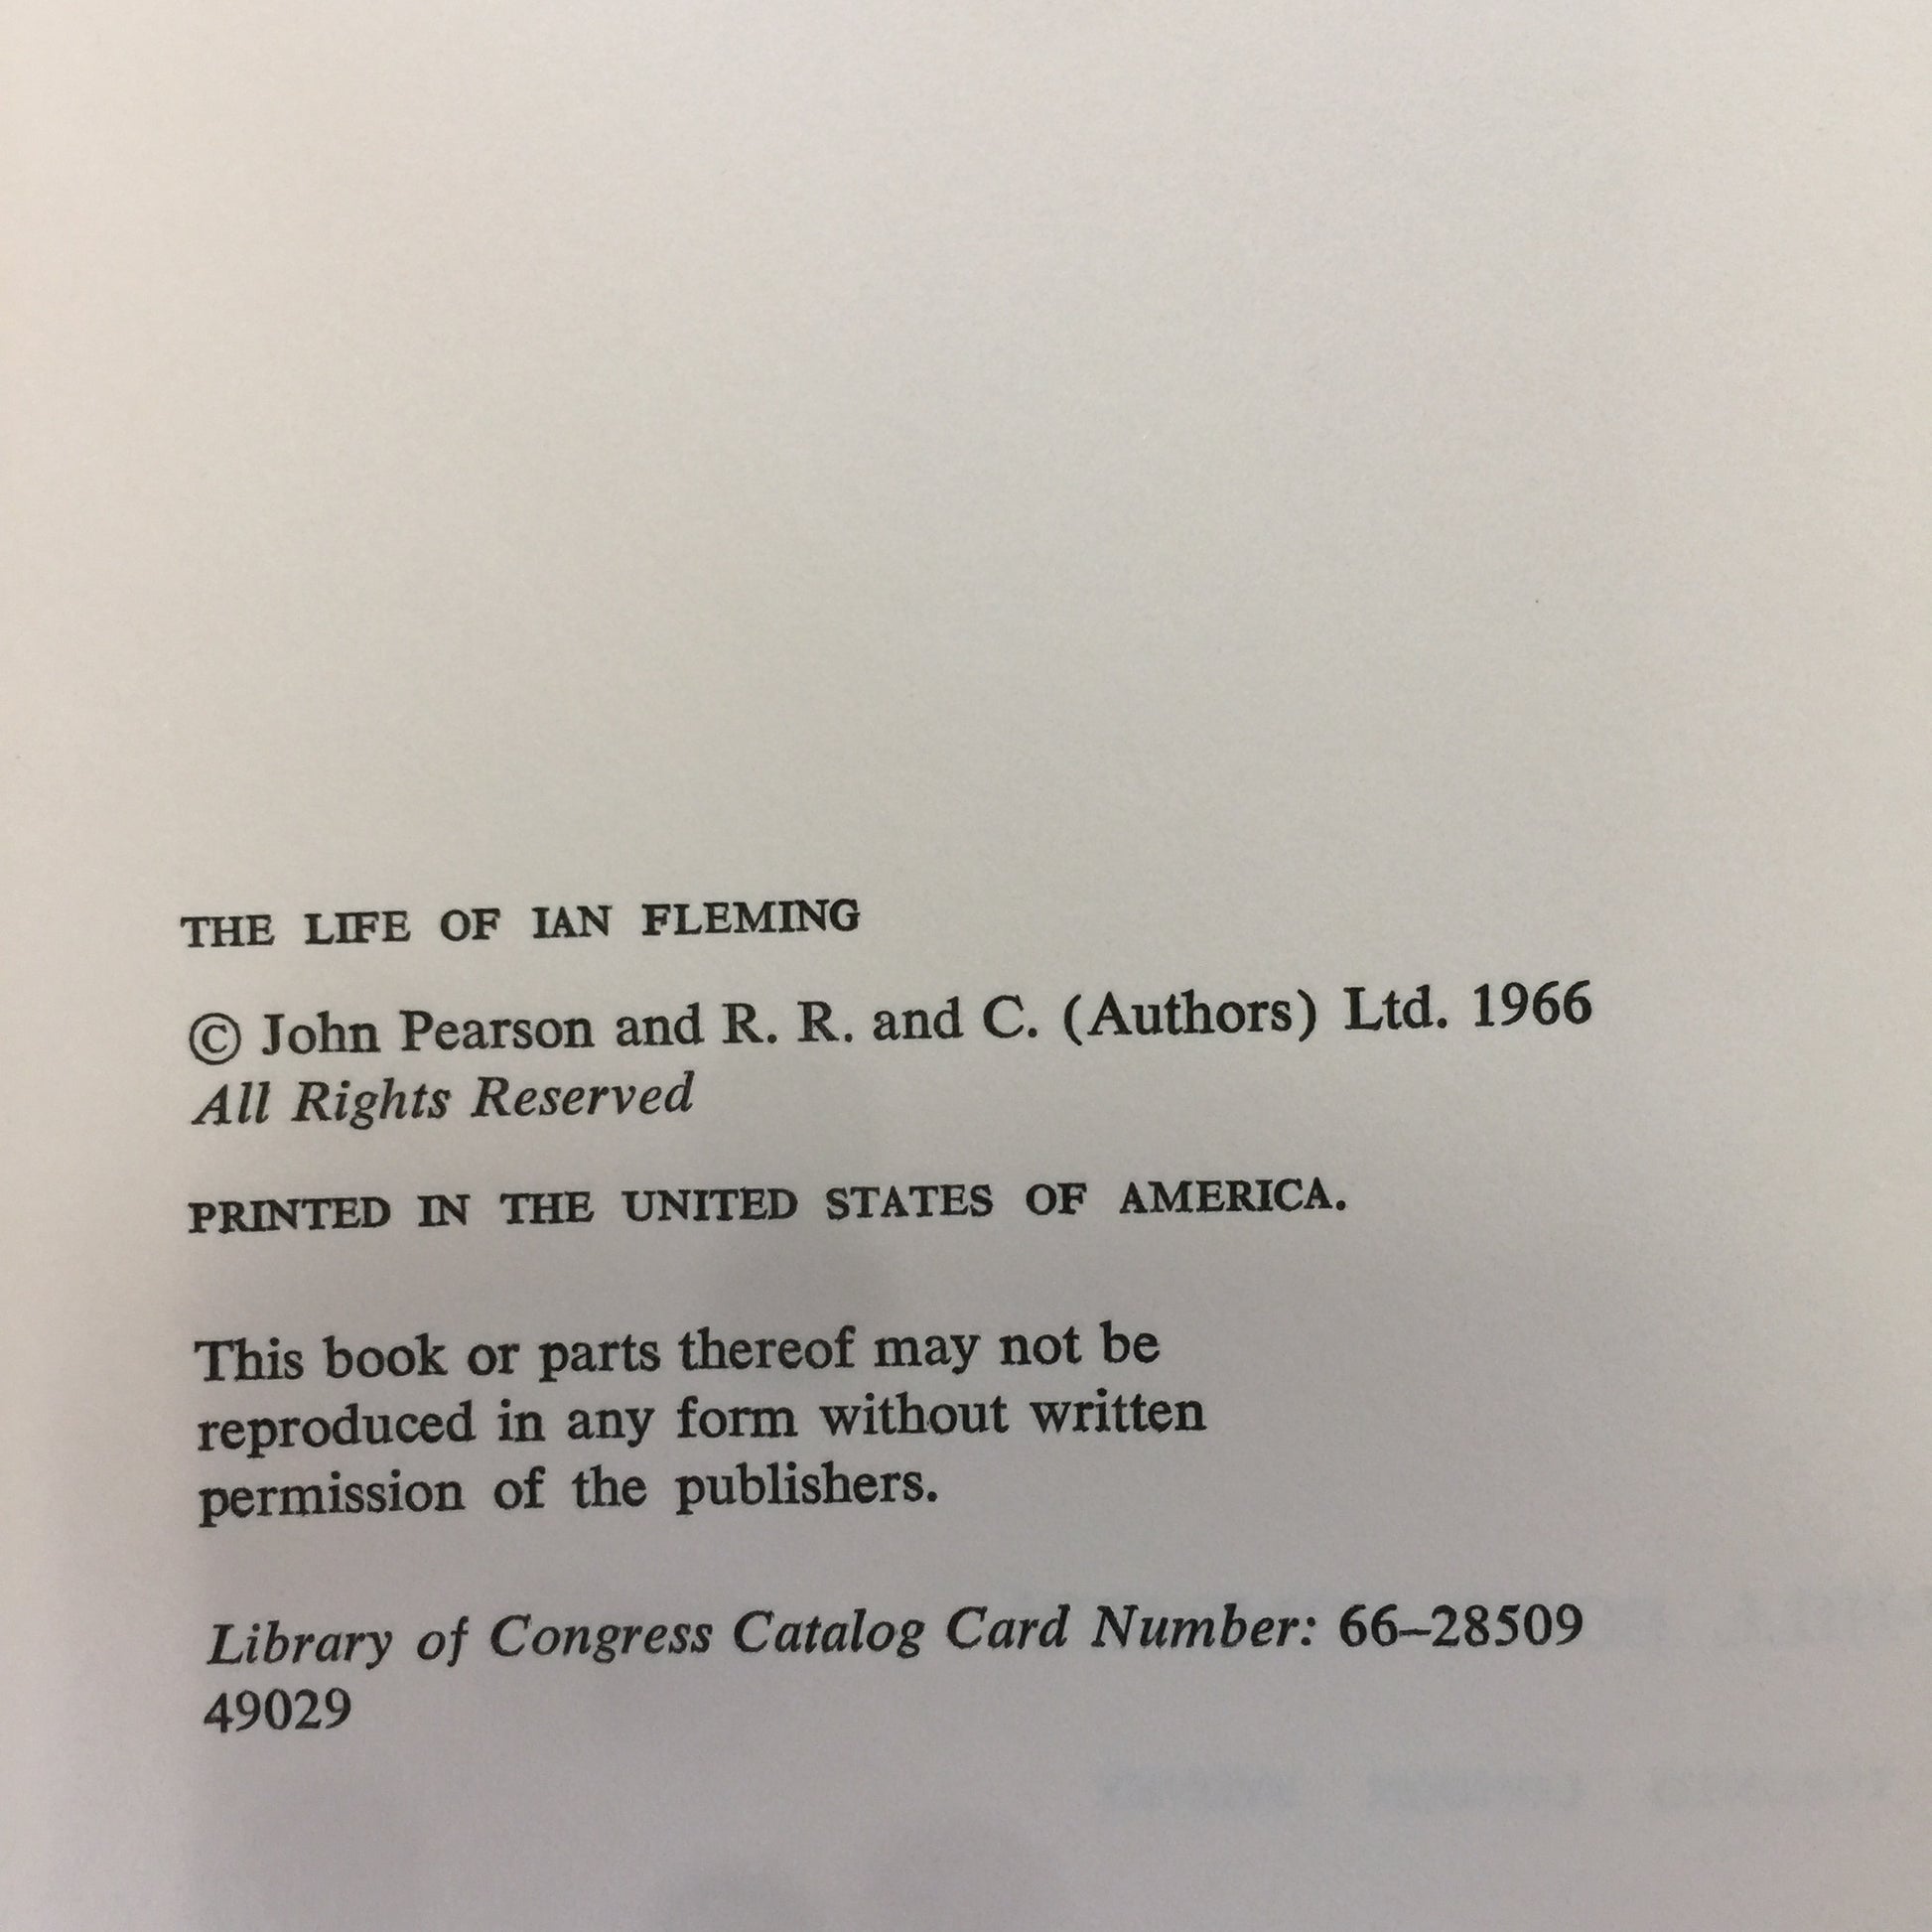 THE LIFE OF IAN FLEMING
© John Pearson and R. R. and C. (Authors) Ltd. 1966
All Rights Reserved
PRINTED IN THE UNITED STATES OF AMERICA.
This book or parts thereof may not be
reproduced in any form without written
permission of the publishers.
Library of Congress Catalog Card Number: 66–28509
49029